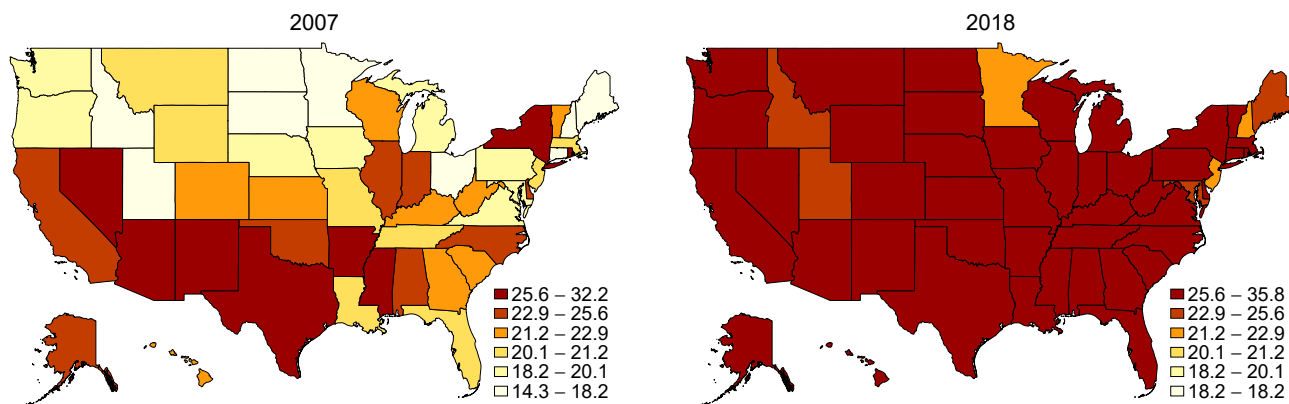 2007
25.6 – 32.2
22.9 – 25.6
21.2 – 22.9
20.1 – 21.2
18.2 – 20.1
14.3 – 18.2
2018
25.6 – 35.8
22.9 – 25.6
21.2 – 22.9
20.1 – 21.2
18.2 – 20.1
18.2 – 18.2